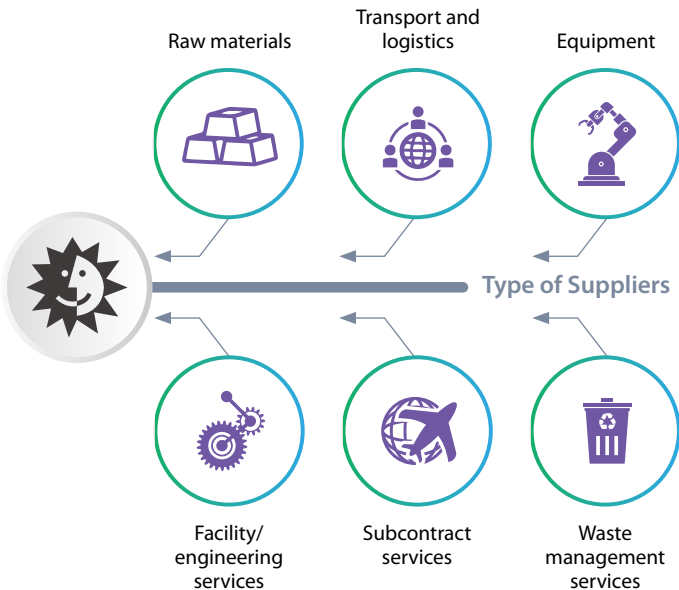 Raw materials
Transport and
logistics
Equipment
Type of Suppliers
Facility/
engineering
services
Subcontract
services
Waste
management
services